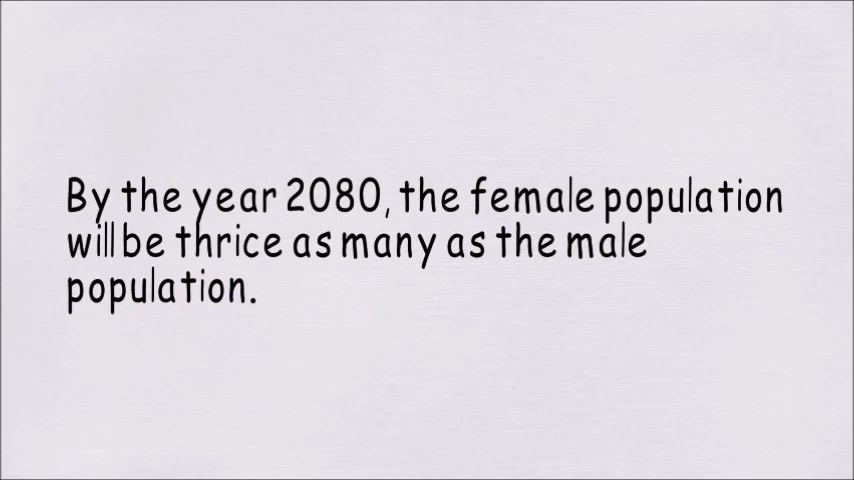 By the year 2080, the female population
will be thrice as many as the male
population.